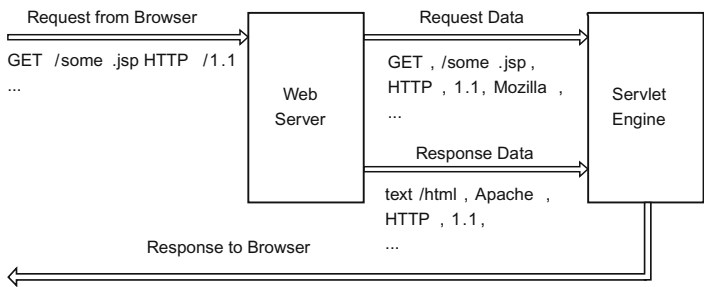 Request from Browser
GET /some .jsp HTTP /1.1
...
Web
Server
Request Data
GET , /some .jsp ,
HTTP , 1.1, Mozilla ,
...
Response Data
text /html , Apache ,
HTTP , 1.1,
...
Servlet
Engine
Response to Browser